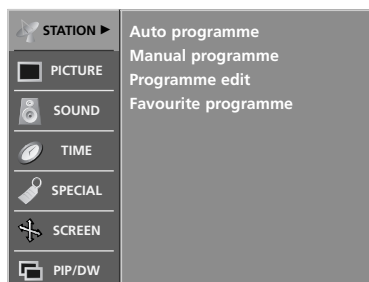 STATION ►
PICTURE
SOUND
TIME
SPECIAL
SCREEN
PIP/DW
Auto programme
Manual programme
Programme edit
Favourite programme